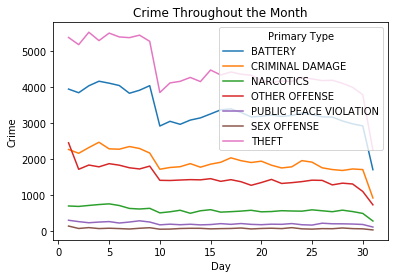 Crime Throughout the Month
Crime
5000
4000
3000
2000
1000
0
Primary Type
BATTERY
CRIMINAL DAMAGE
NARCOTICS
OTHER OFFENSE
PUBLIC PEACE VIOLATION
SEX OFFENSE
THEFT
0 5 10 15 20 25 30
Day